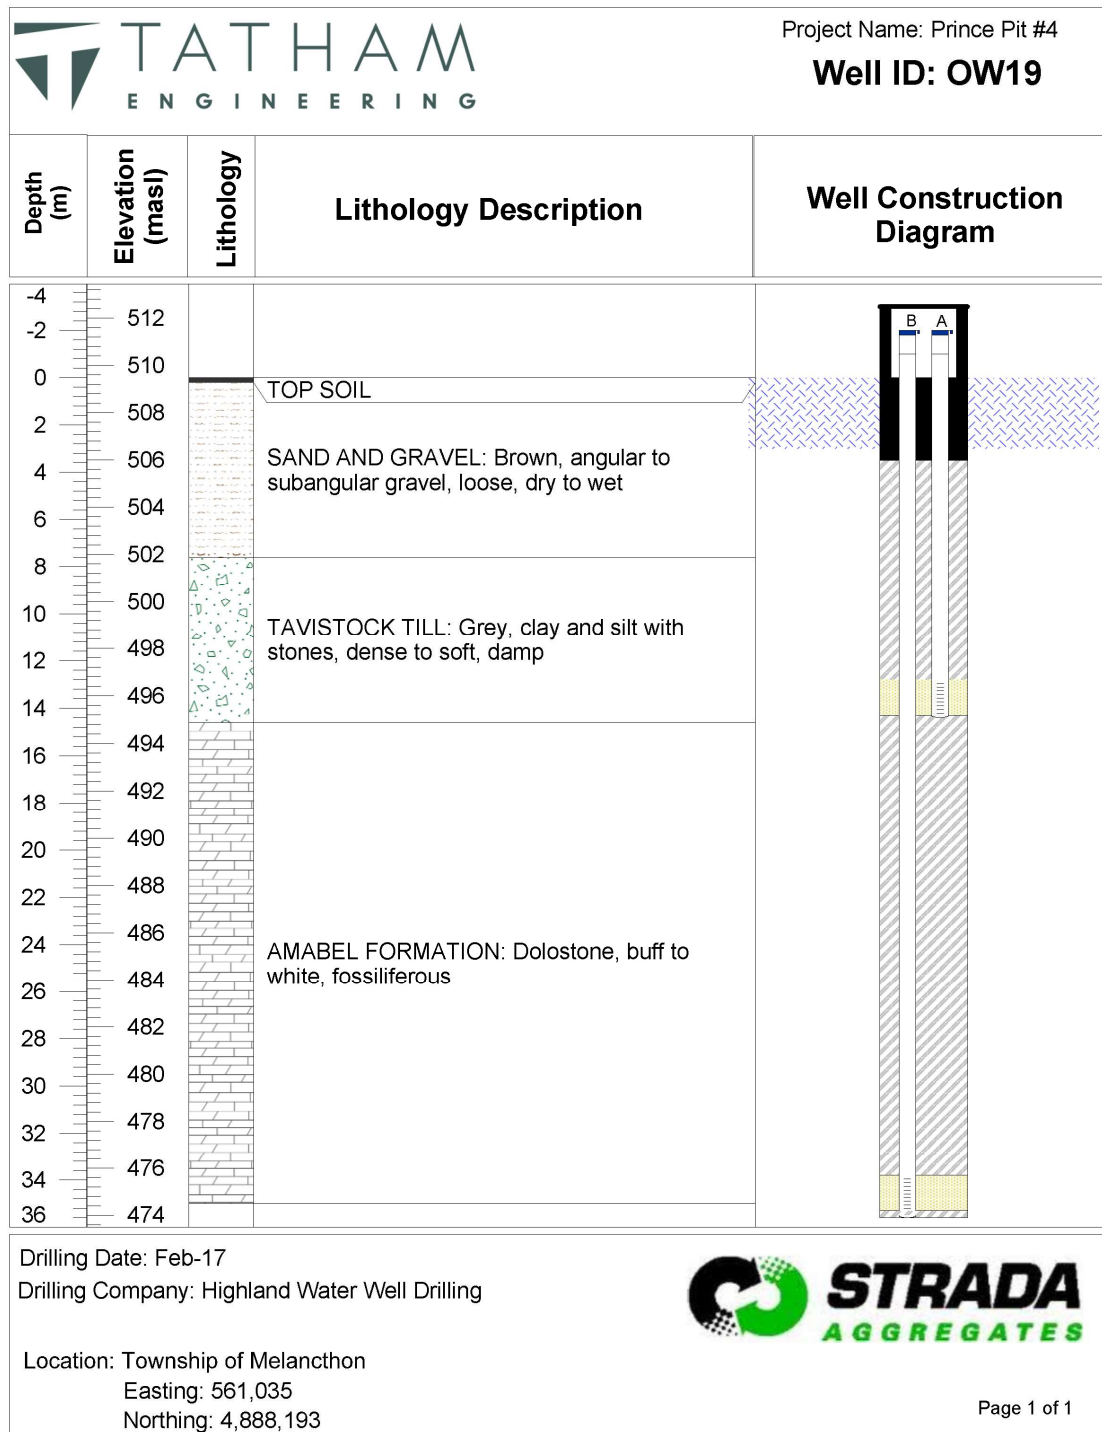 TATHAM
ENGINEERING
Project Name: Prince Pit #4
Well ID: OW19
Depth
(m)
Elevation
(masl)
Lithology
Lithology Description
Well Construction
Diagram
-4
-2
0
2
4
6
8
10
12
14
16
18
20
22
24
26
28
30
32
34
36
512
510
508
506
504
502
500
498
496
494
492
490
488
486
484
482
480
478
476
474
TOP SOIL
SAND AND GRAVEL: Brown, angular to
subangular gravel, loose, dry to wet
TAVISTOCK TILL: Grey, clay and silt with
stones, dense to soft, damp
AMABEL FORMATION: Dolostone, buff to
white, fossiliferous
B A
Drilling Date: Feb-17
Drilling Company: Highland Water Well Drilling
Location: Township of Melancthon
Easting: 561,035
Northing: 4,888,193
STRADA
AGGREGATES
Page 1 of 1